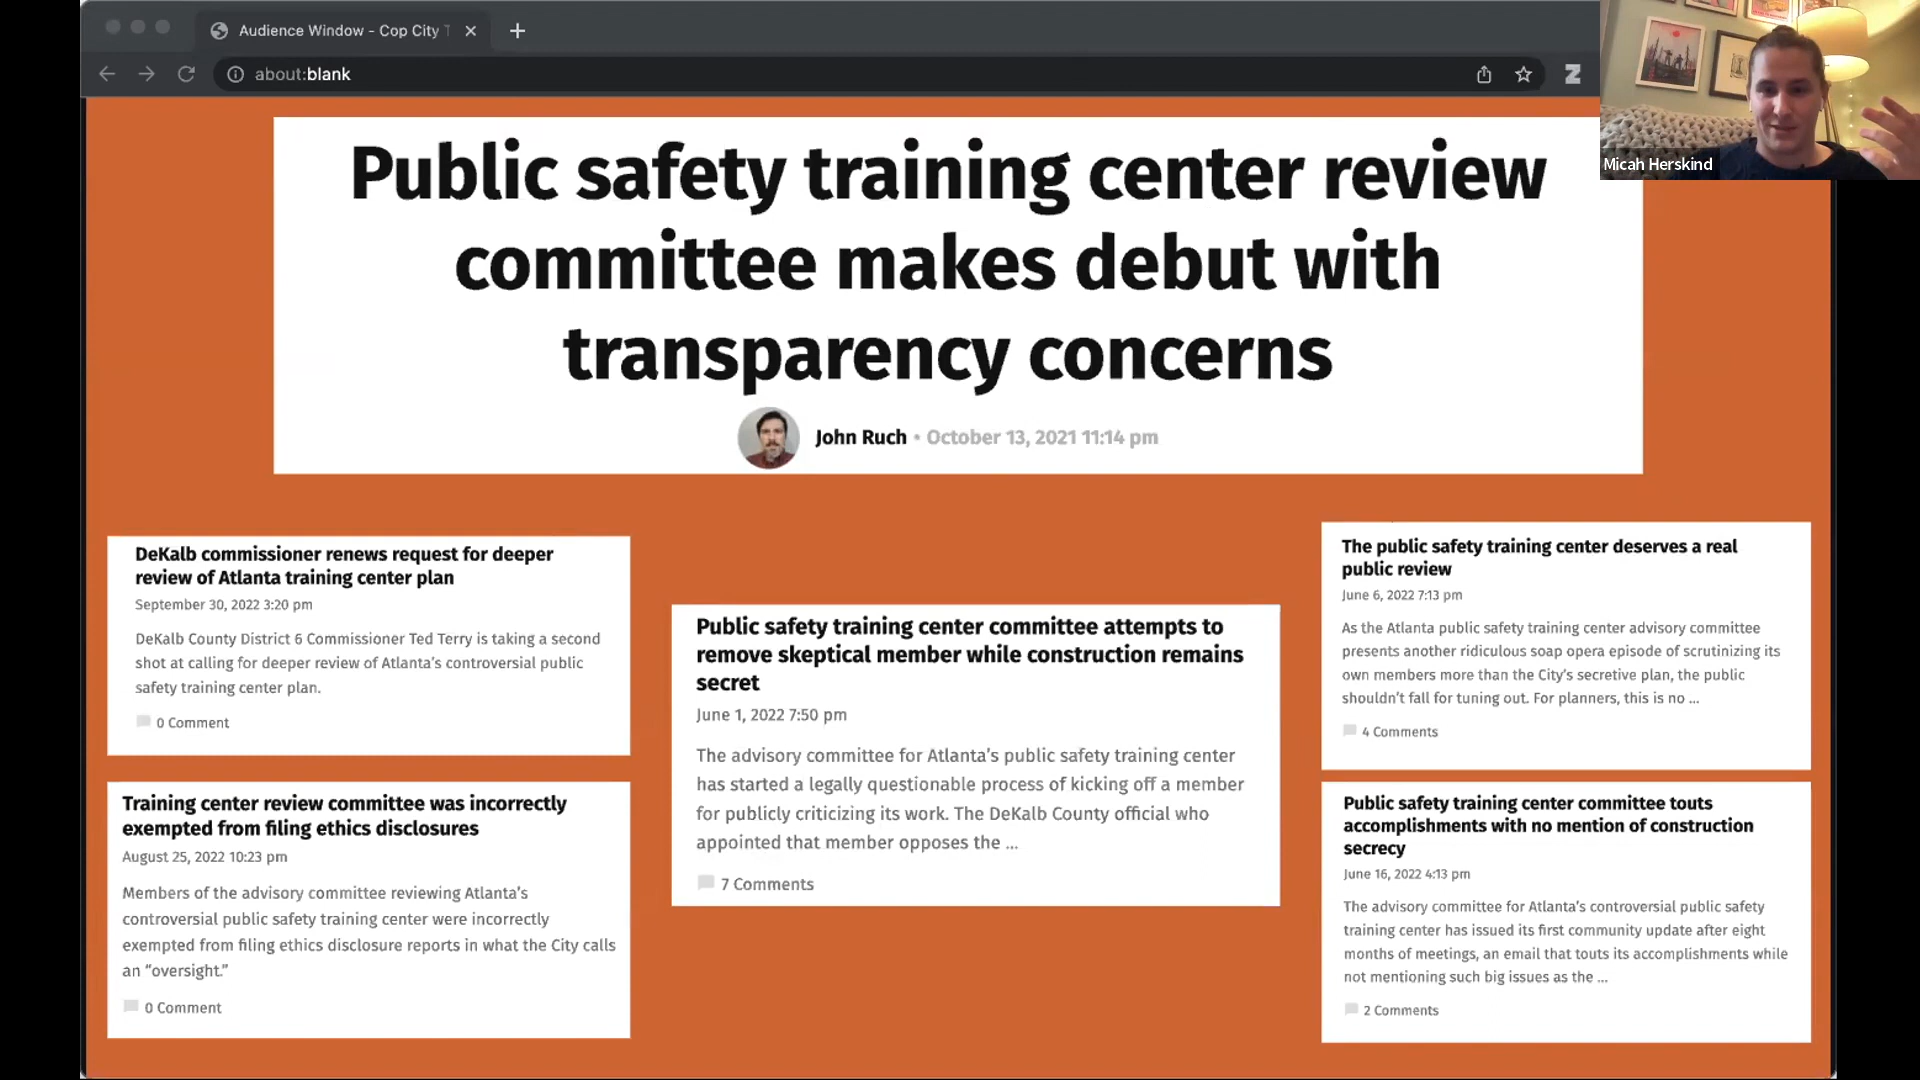 Audience Window - Cop City T
about:blank
Micah Herskind
Public safety training center review
committee makes debut with
transparency concerns
John Ruch • October 13, 2021 11:14 pm
DeKalb commissioner renews request for deeper
review of Atlanta training center plan
September 30, 2022 3:20 pm
DeKalb County District 6 Commissioner Ted Terry is taking a second
shot at calling for deeper review of Atlanta's controversial public
safety training center plan.
0 Comment
Training center review committee was incorrectly
exempted from filing ethics disclosures
August 25, 2022 10:23 pm
Members of the advisory committee reviewing Atlanta's
controversial public safety training center were incorrectly
exempted from filing ethics disclosure reports in what the City calls
an “oversight.”
0 Comment
Public safety training center committee attempts to
remove skeptical member while construction remains
secret
June 1, 2022 7:50 pm
The advisory committee for Atlanta's public safety training center
has started a legally questionable process of kicking off a member
for publicly criticizing its work. The DeKalb County official who
appointed that member opposes the ...
7 Comments
The public safety training center deserves a real
public review
June 6, 2022 7:13 pm
As the Atlanta public safety training center advisory committee
presents another ridiculous soap opera episode of scrutinizing its
own members more than the City's secretive plan, the public
shouldn't fall for tuning out. For planners, this is no ...
4 Comments
Public safety training center committee touts
accomplishments with no mention of construction
secrecy
June 16, 2022 4:13 pm
The advisory committee for Atlanta's controversial public safety
training center has issued its first community update after eight
months of meetings, an email that touts its accomplishments while
not mentioning such big issues as the ...
2 Comments